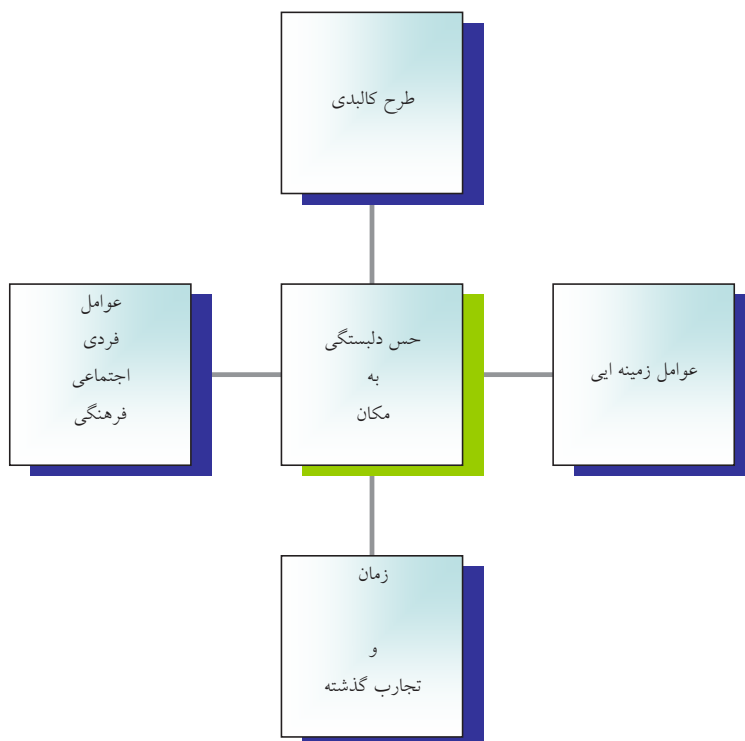 طرح کالبدی
عوامل زمینه ایی
حس دلبستگی
به
مکان
عوامل
فردی
اجتماعی
فرهنگی
زمان
و
تجارب گذشته